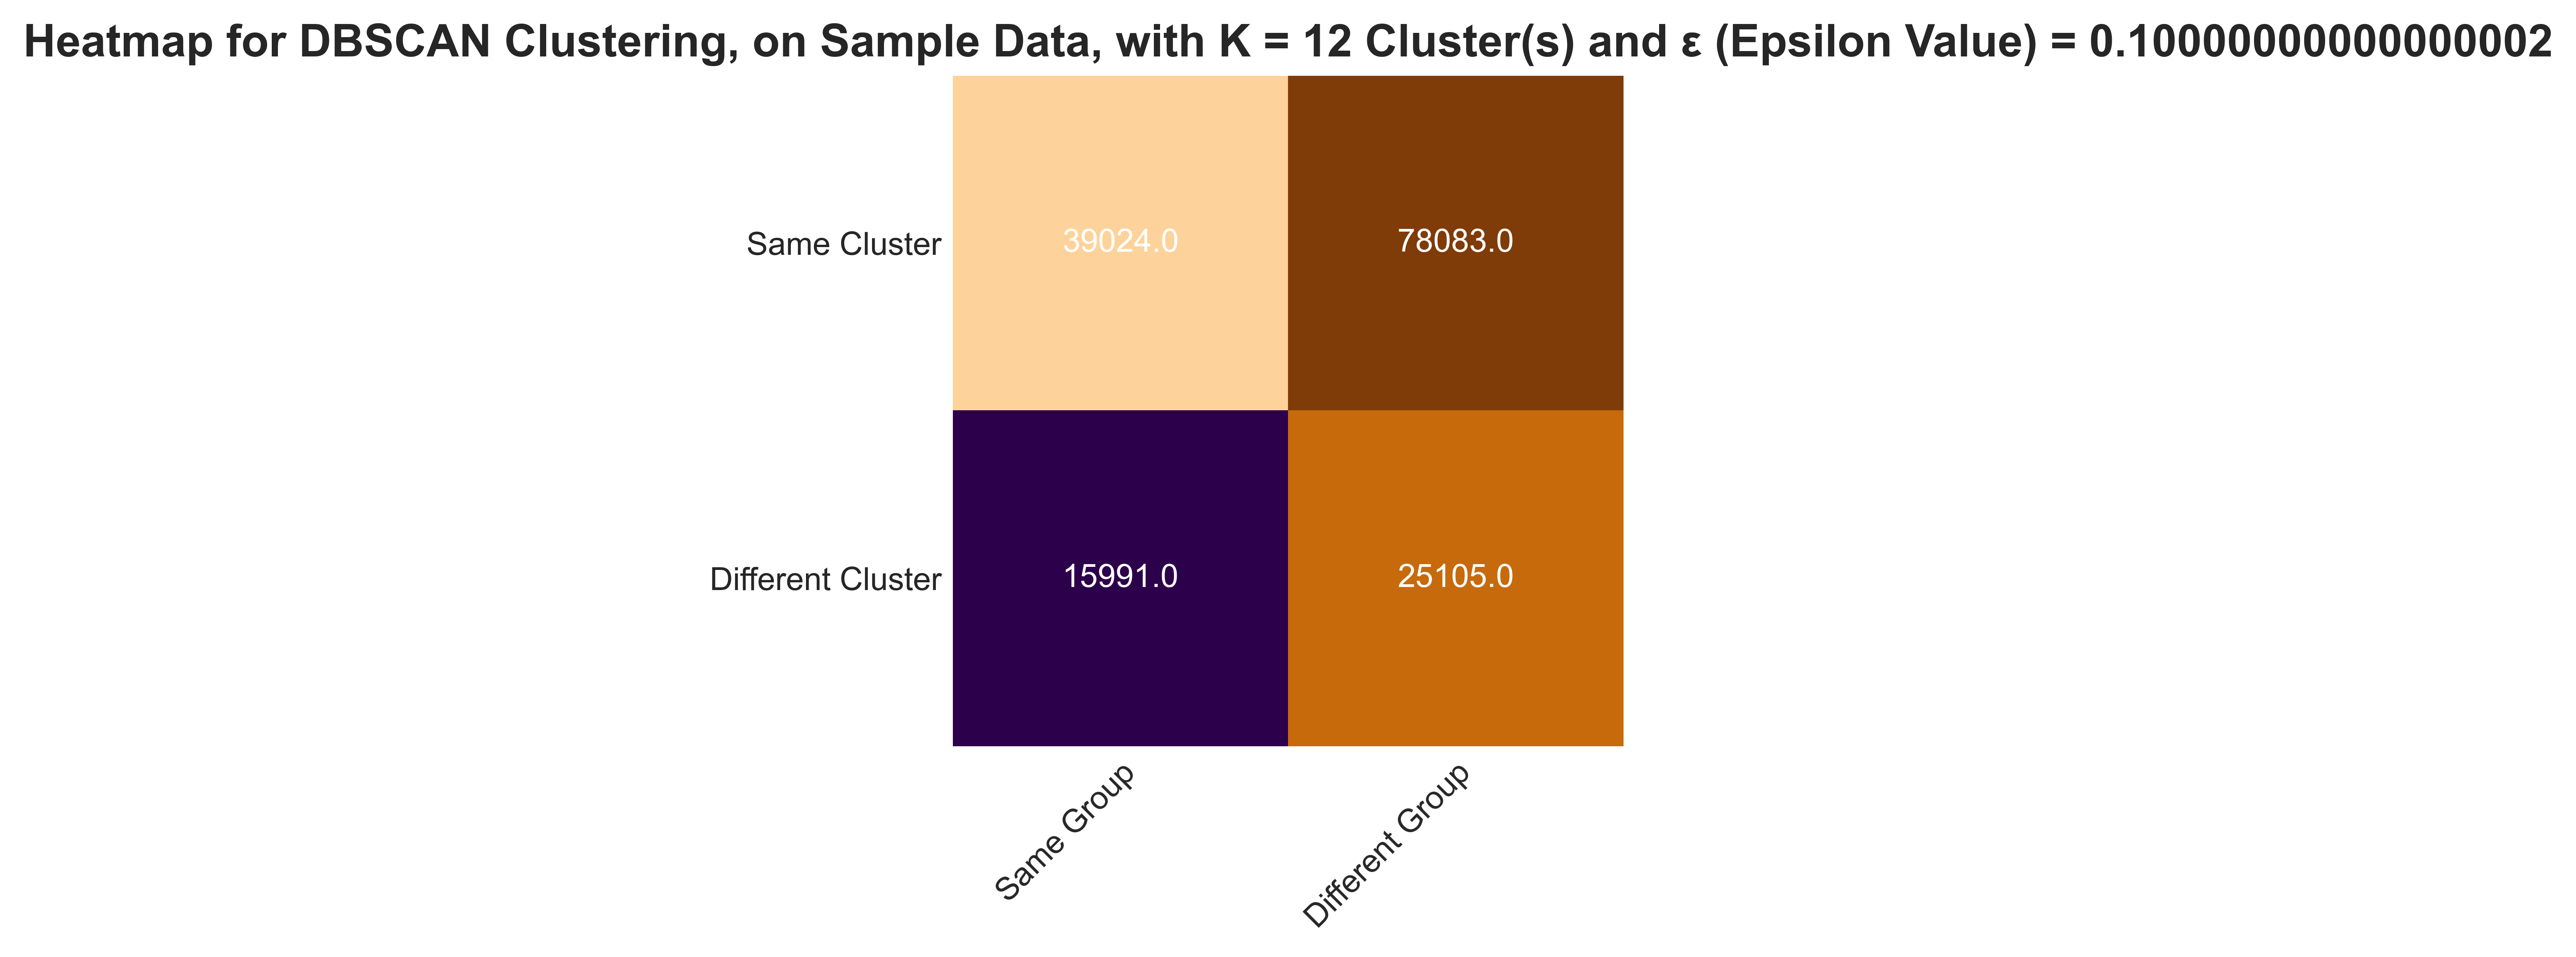 Heatmap for DBSCAN Clustering, on Sample Data, with K = 12 Cluster(s) and ε (Epsilon Value) = 0.10000000000000002
Same Cluster
39024.0
78083.0
Different Cluster
15991.0
25105.0
Same Group
Different Group